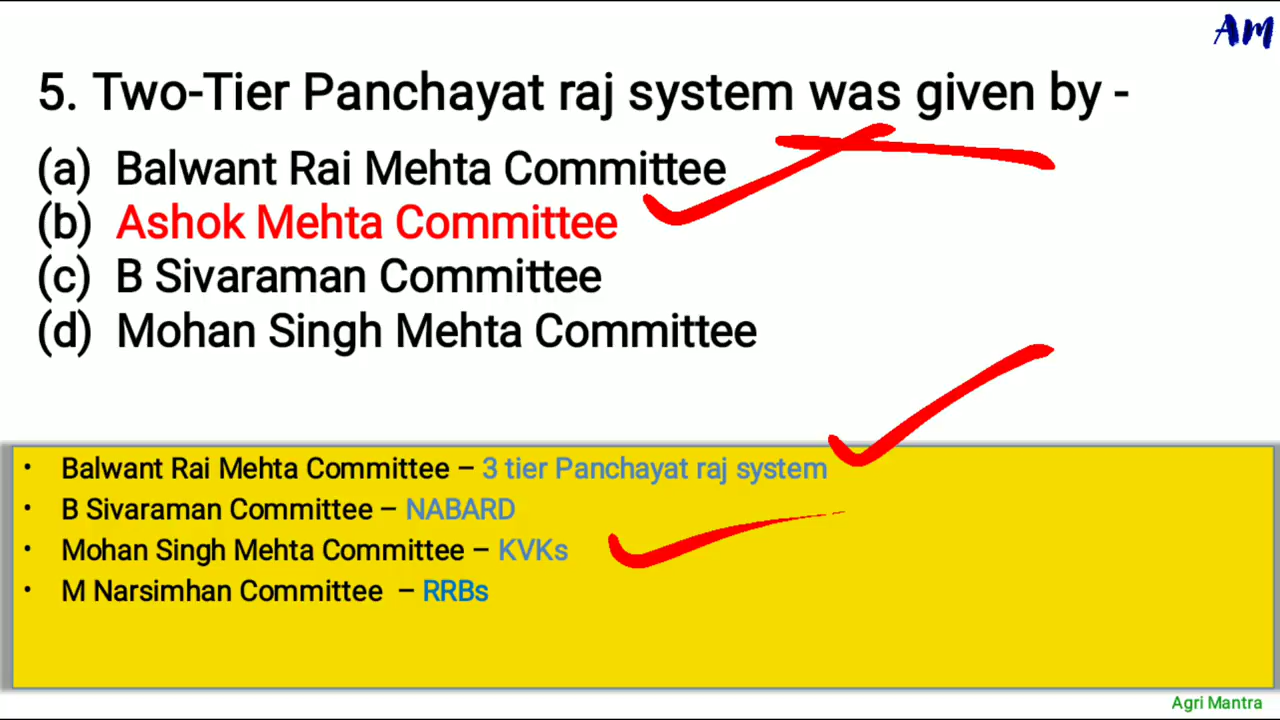 AM
5. Two-Tier Panchayat raj system was given by -
(a) Balwant Rai Mehta Committee
(b) Ashok Mehta Committee
(c) B Sivaraman Committee
(d) Mohan Singh Mehta Committee
• Balwant Rai Mehta Committee – 3 tier Panchayat raj system
• B Sivaraman Committee – NABARD
• Mohan Singh Mehta Committee – KVKs
• M Narsimhan Committee – RRBs
Agri Mantra